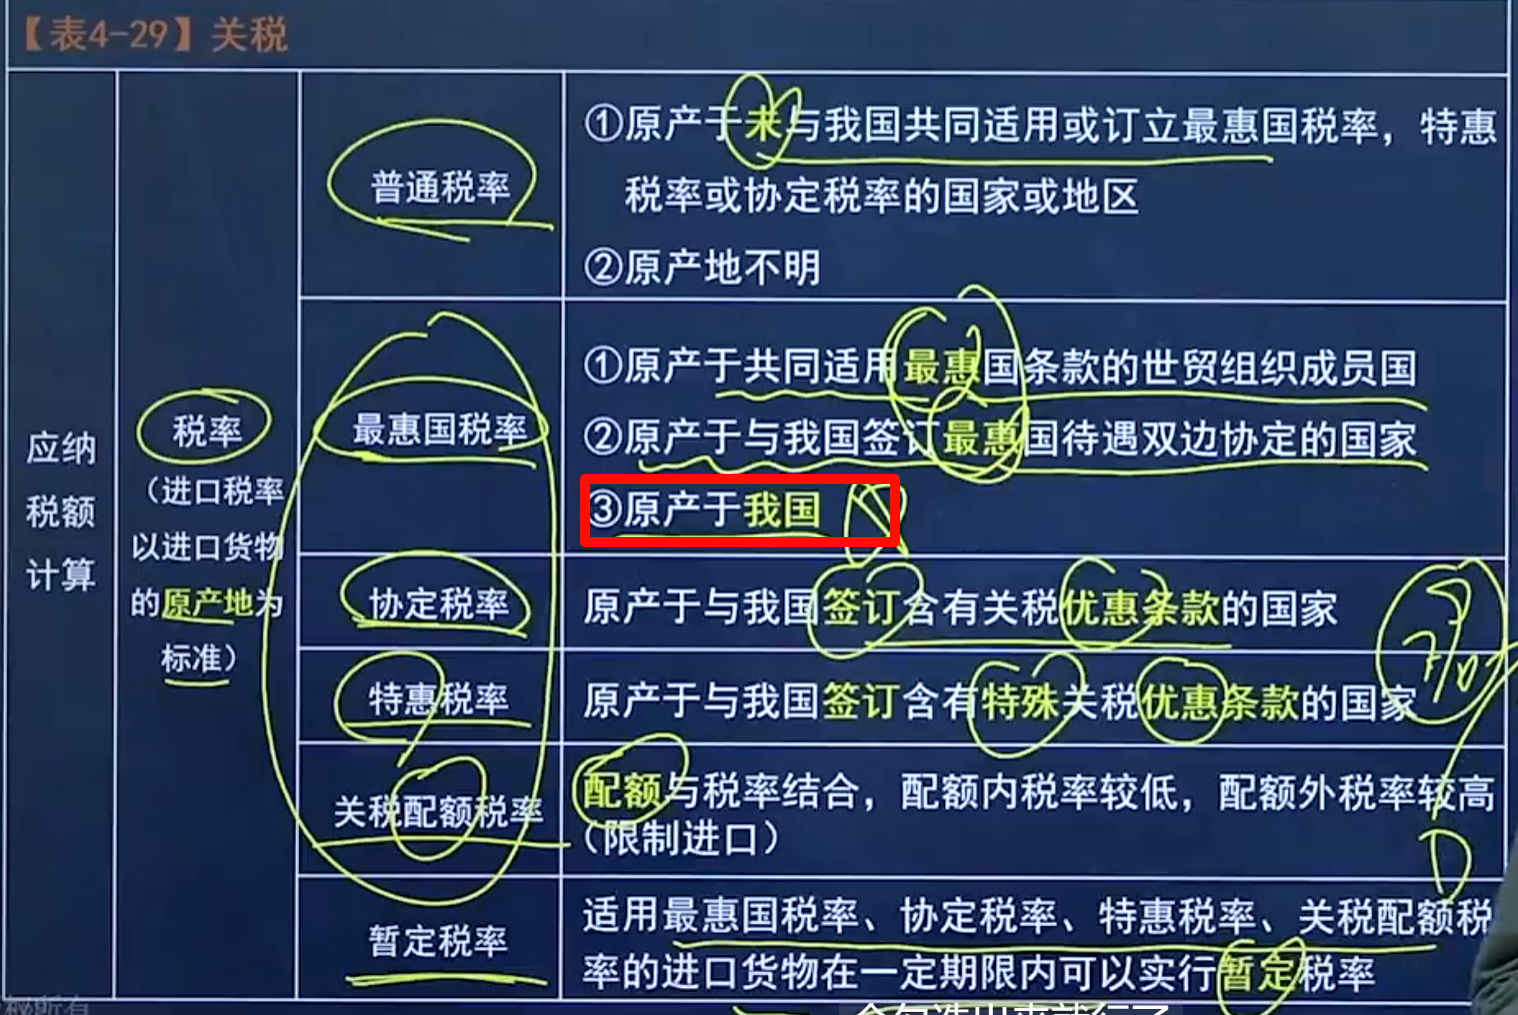 【表4-29】关税
应纳
税额
计算
税率
（进口税率
以进口货物
的原产地为
标准）
普通税率
①原产于未与我国共同适用或订立最惠国税率，特惠
税率或协定税率的国家或地区
②原产地不明
最惠国税率
①原产于共同适用最惠国条款的世贸组织成员国
②原产于与我国签订最惠国待遇双边协定的国家
③原产于我国
协定税率
原产于与我国签订含有关税优惠条款的国家
特惠税率
原产于与我国签订含有特殊关税优惠条款的国家
关税配额税率
配额与税率结合，配额内税率较低，配额外税率较高
（限制进口）
暂定税率
适用最惠国税率、协定税率、特惠税率、关税配额税
率的进口货物在一定期限内可以实行暂定税率